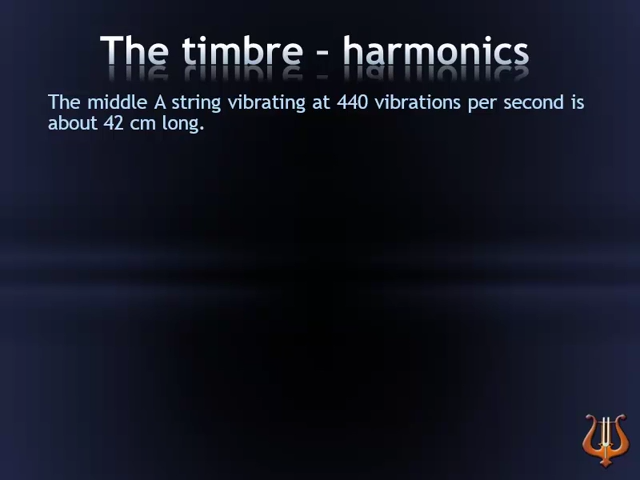 The timbre – harmonics
The middle A string vibrating at 440 vibrations per second is
about 42 cm long.